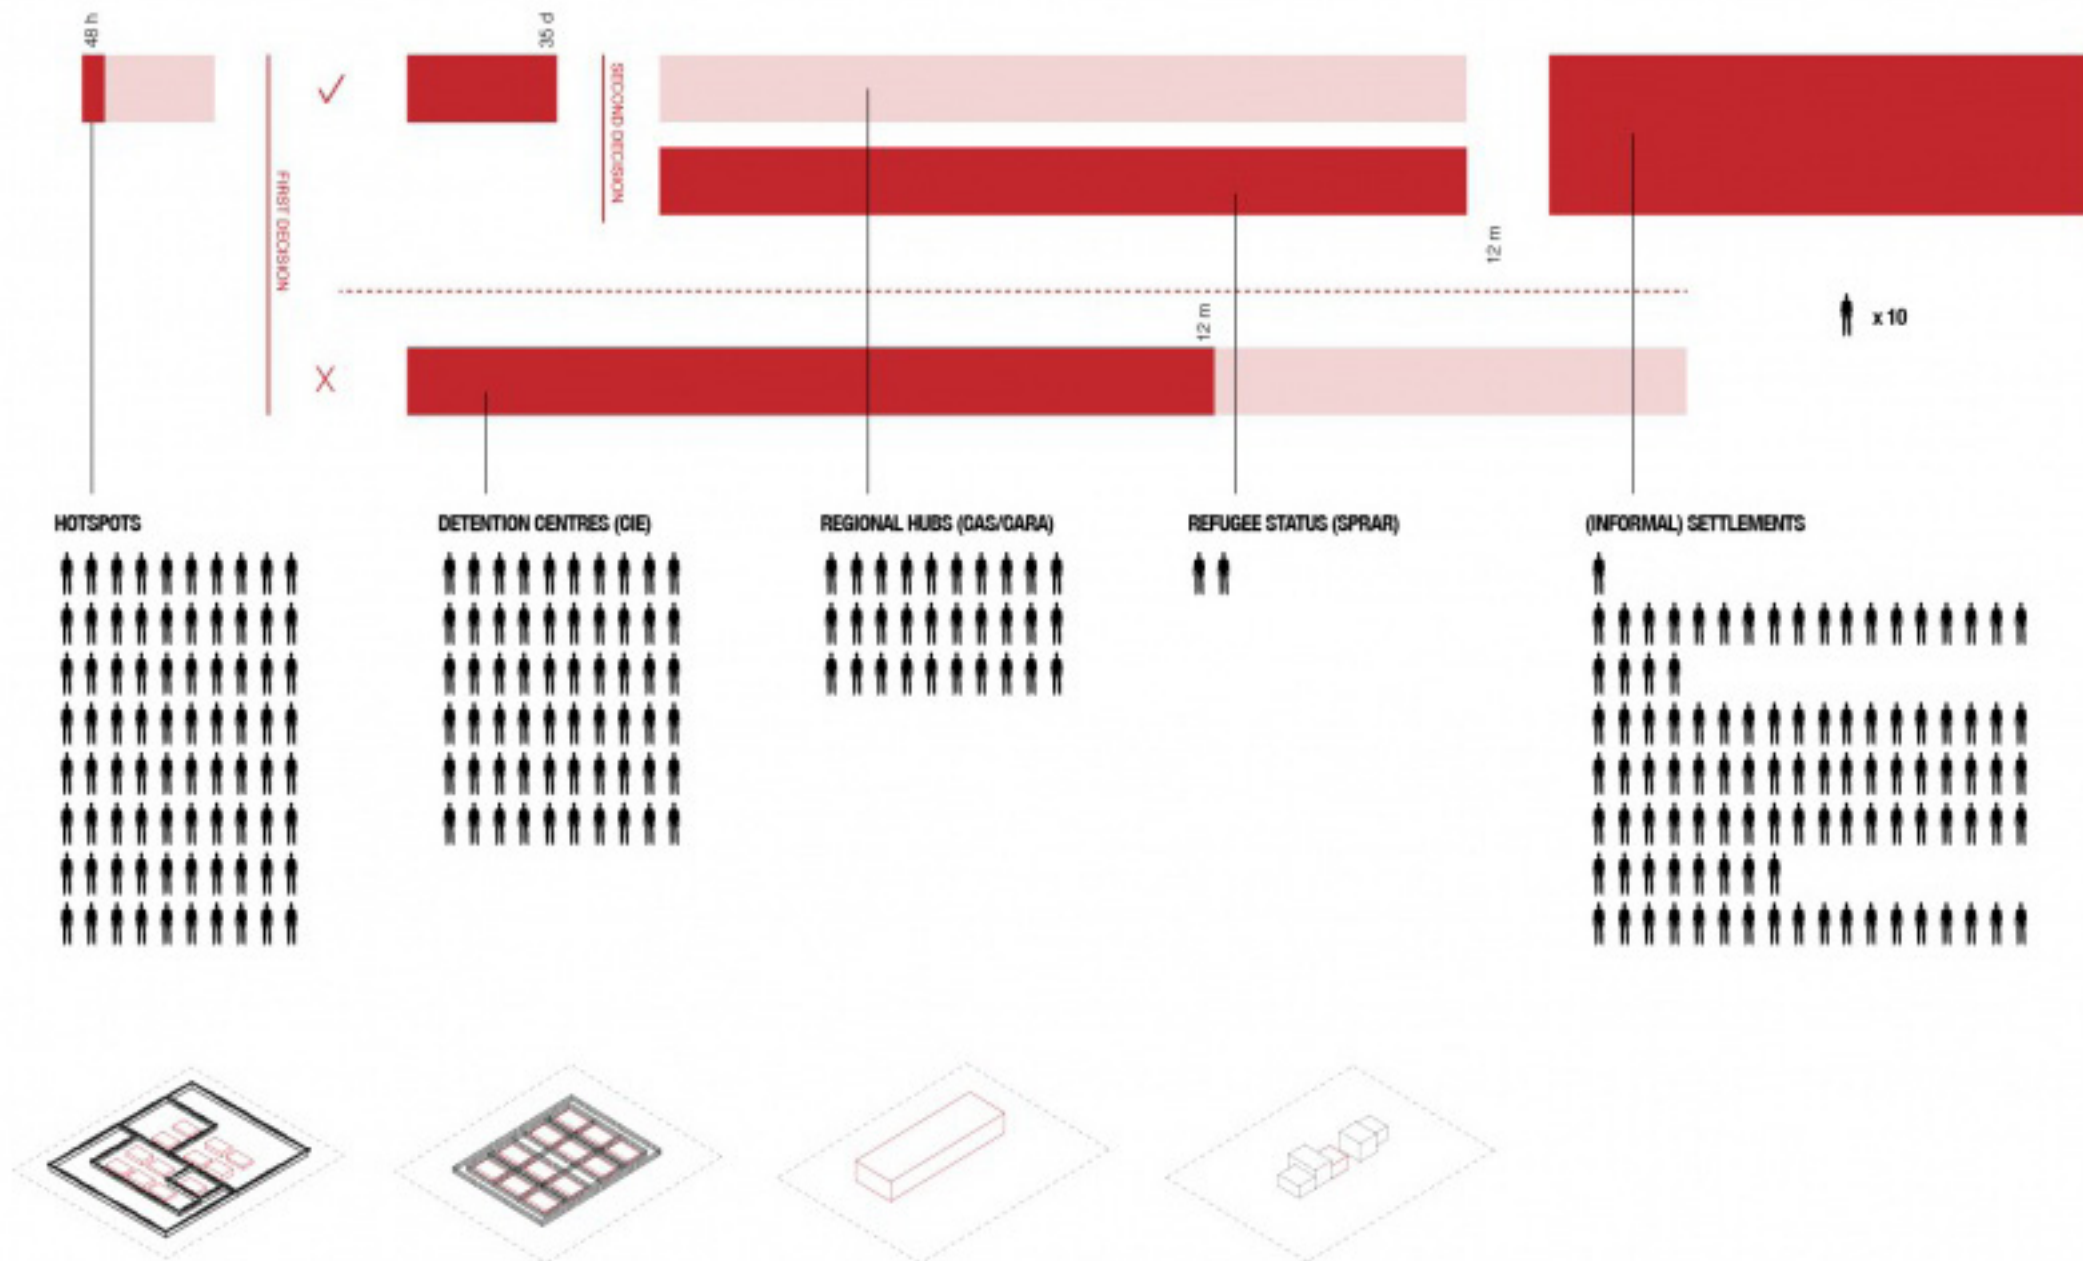 48 h
35 d
FIRST DECISION
SECOND DECISION
12 m
12 m
x 10
HOTSPOTS
DETENTION CENTRES (CIE)
REGIONAL HUBS (CAS/CARA)
REFUGEE STATUS (SPRAR)
(INFORMAL) SETTLEMENTS